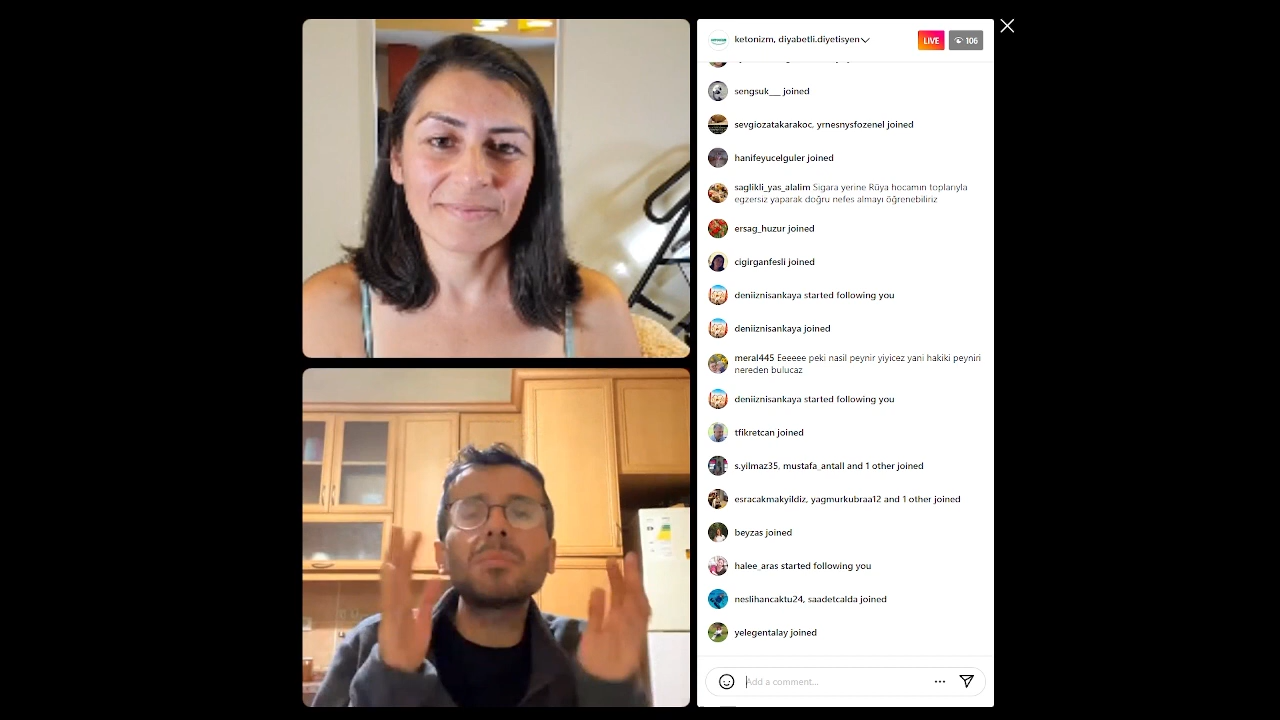 ketonizm, diyabetli.diyetisyen
LIVE
106
sengsuk___ joined
sevgiozatakarakoc, yrnesnysfozenel joined
hanifeyucelguler joined
saglikli_yas_alalim Sigara yerine Rüya hocamın toplarıyla
egzersiz yaparak doğru nefes almayı öğrenebiliriz
ersag_huzur joined
cigirganfesli joined
deniiznisankaya started following you
deniiznisankaya joined
meral445 Eeeeee peki nasil peynir yiyicez yani hakiki peyniri
nereden bulucaz
deniiznisankaya started following you
tfikretcan joined
s.yilmaz35, mustafa_antall and 1 other joined
esracakmakyildiz, yagmurkubraa12 and 1 other joined
beyzas joined
halee_aras started following you
neslihancaktu24, saadetcalda joined
yelegentalay joined
Add a comment...